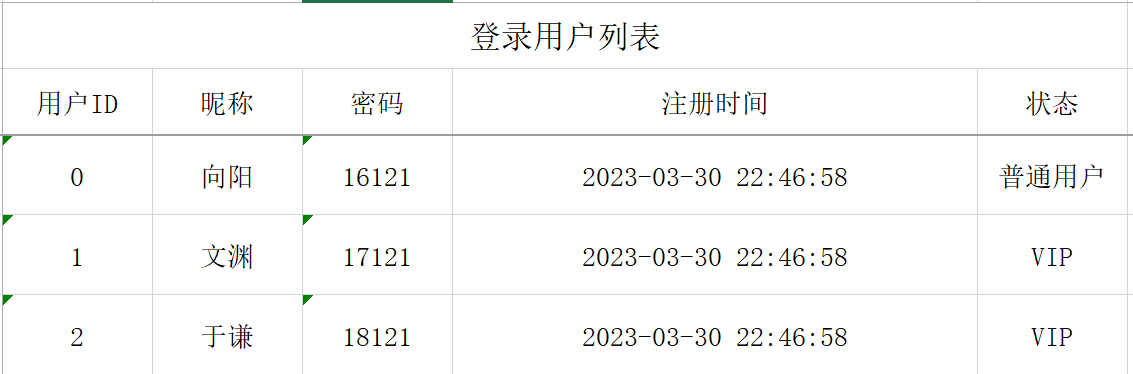 登录用户列表
用户ID 昵称 密码 注册时间 状态
0 向阳 16121 2023-03-30 22:46:58 普通用户
1 文渊 17121 2023-03-30 22:46:58 VIP
2 于谦 18121 2023-03-30 22:46:58 VIP